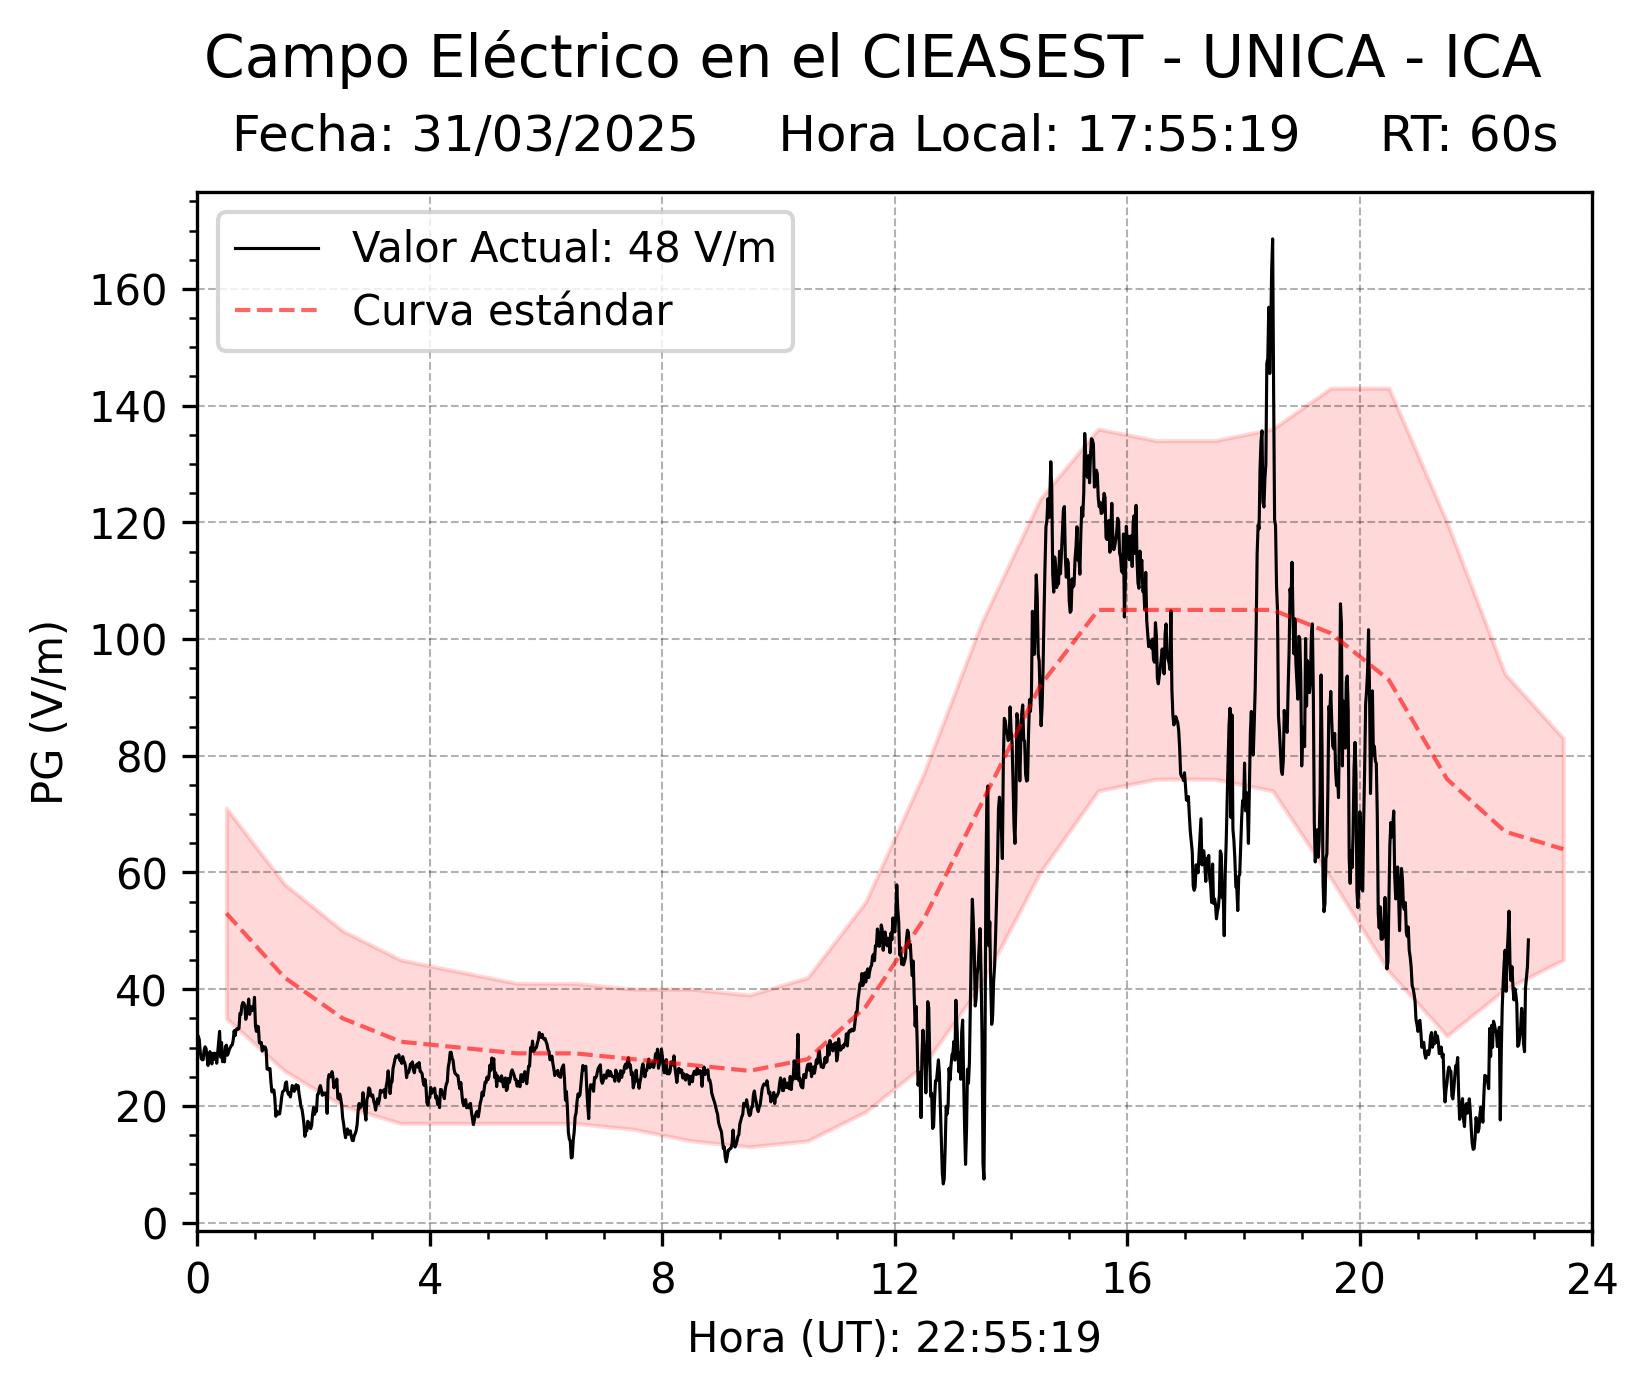 Campo Eléctrico en el CIEASEST - UNICA - ICA
Fecha: 31/03/2025 Hora Local: 17:55:19 RT: 60s
Valor Actual: 48 V/m
Curva estándar
PG (V/m)
160
140
120
100
80
60
40
20
0
0 4 8 12 16 20 24
Hora (UT): 22:55:19